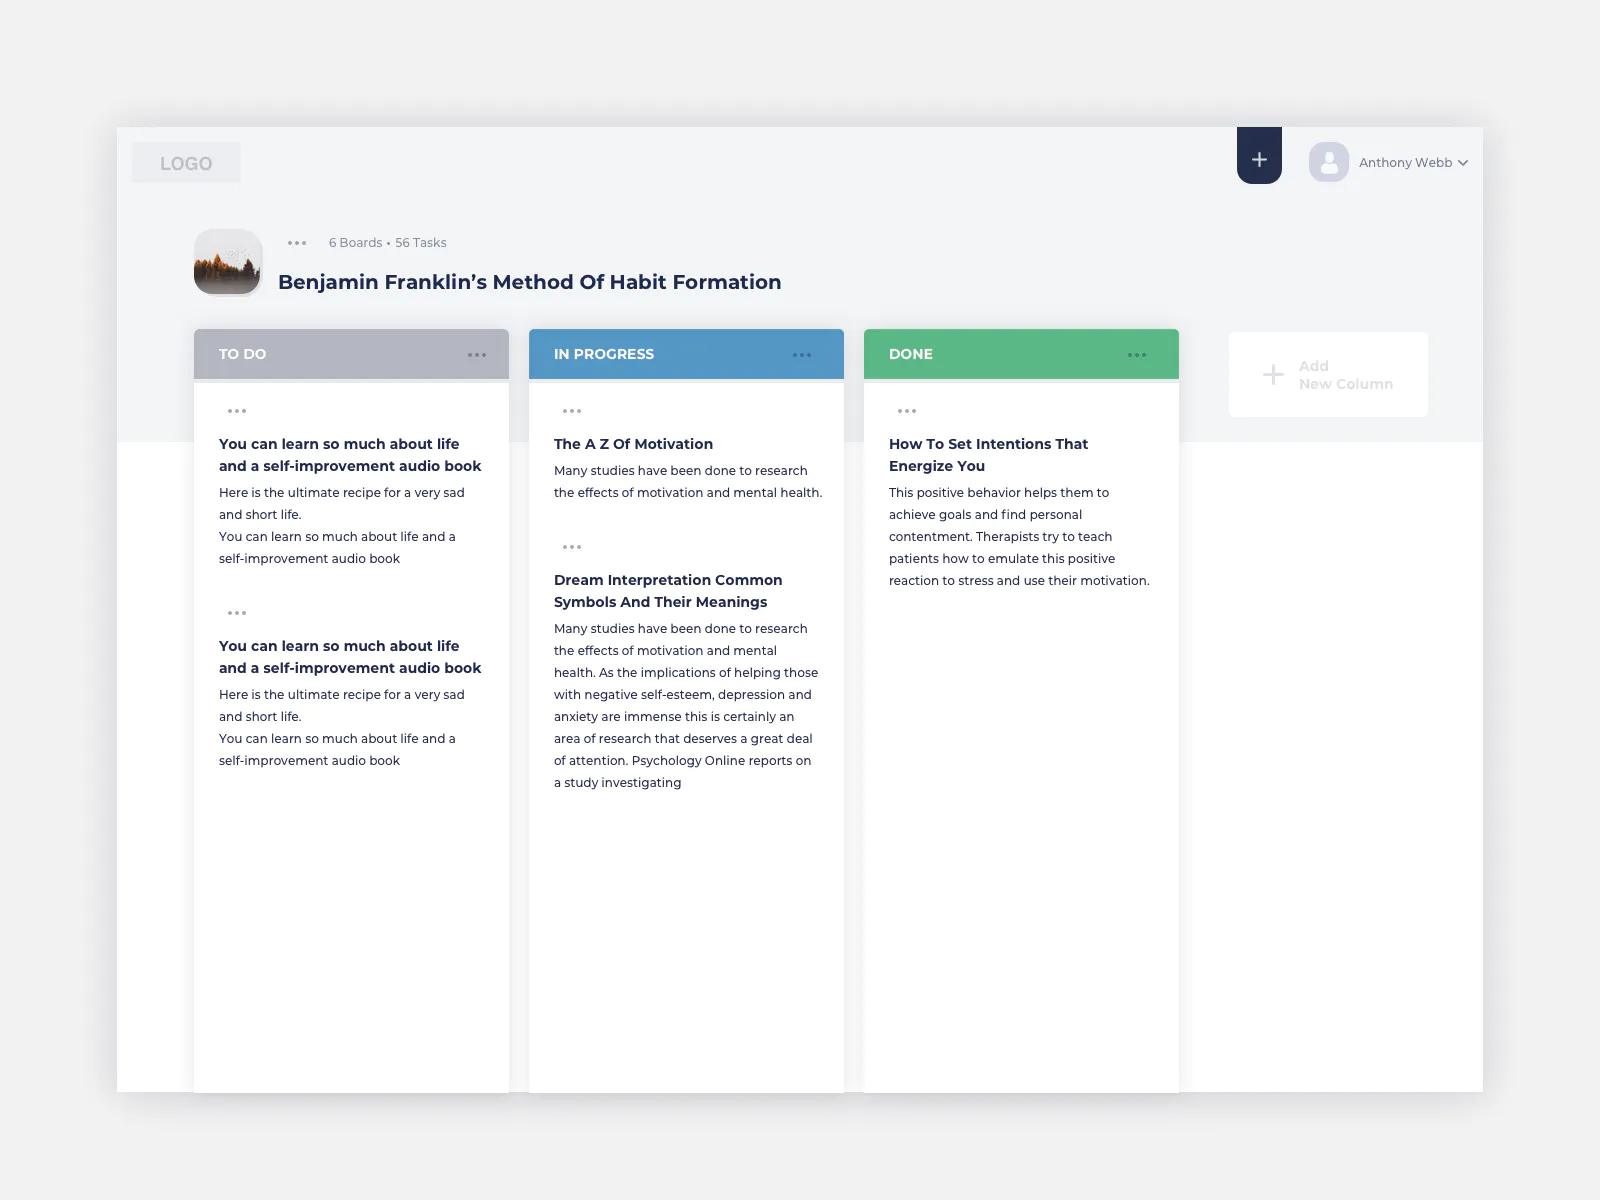 LOGO
Anthony Webb
6 Boards • 56 Tasks
Benjamin Franklin’s Method Of Habit Formation
TO DO
You can learn so much about life
and a self-improvement audio book
Here is the ultimate recipe for a very sad
and short life.
You can learn so much about life and a
self-improvement audio book
You can learn so much about life
and a self-improvement audio book
Here is the ultimate recipe for a very sad
and short life.
You can learn so much about life and a
self-improvement audio book
IN PROGRESS
The A Z Of Motivation
Many studies have been done to research
the effects of motivation and mental health.
Dream Interpretation Common
Symbols And Their Meanings
Many studies have been done to research
the effects of motivation and mental
health. As the implications of helping those
with negative self-esteem, depression and
anxiety are immense this is certainly an
area of research that deserves a great deal
of attention. Psychology Online reports on
a study investigating
DONE
How To Set Intentions That
Energize You
This positive behavior helps them to
achieve goals and find personal
contentment. Therapists try to teach
patients how to emulate this positive
reaction to stress and use their motivation.
Add
New Column